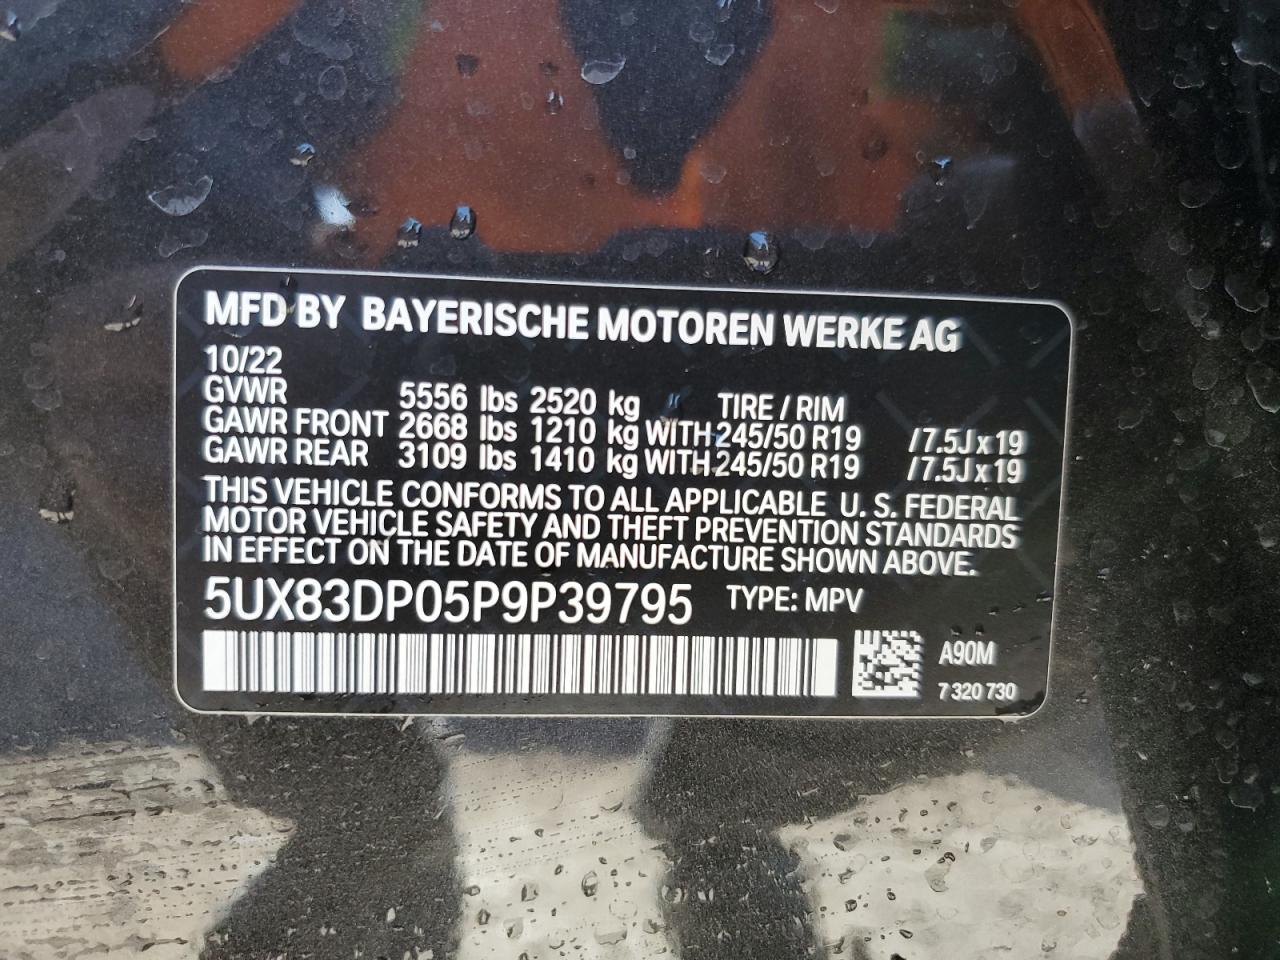 MFD BY BAYERISCHE MOTOREN WERKE AG
10/22
GVWR 5556 lbs 2520 kg TIRE / RIM
GAWR FRONT 2668 lbs 1210 kg WITH 245/50 R19 / 7.5J x 19
GAWR REAR 3109 lbs 1410 kg WITH 245/50 R19 / 7.5J x 19
THIS VEHICLE CONFORMS TO ALL APPLICABLE U. S. FEDERAL
MOTOR VEHICLE SAFETY AND THEFT PREVENTION STANDARDS
IN EFFECT ON THE DATE OF MANUFACTURE SHOWN ABOVE.
5UX83DP05P9P39795 TYPE: MPV
A90M
7 320 730